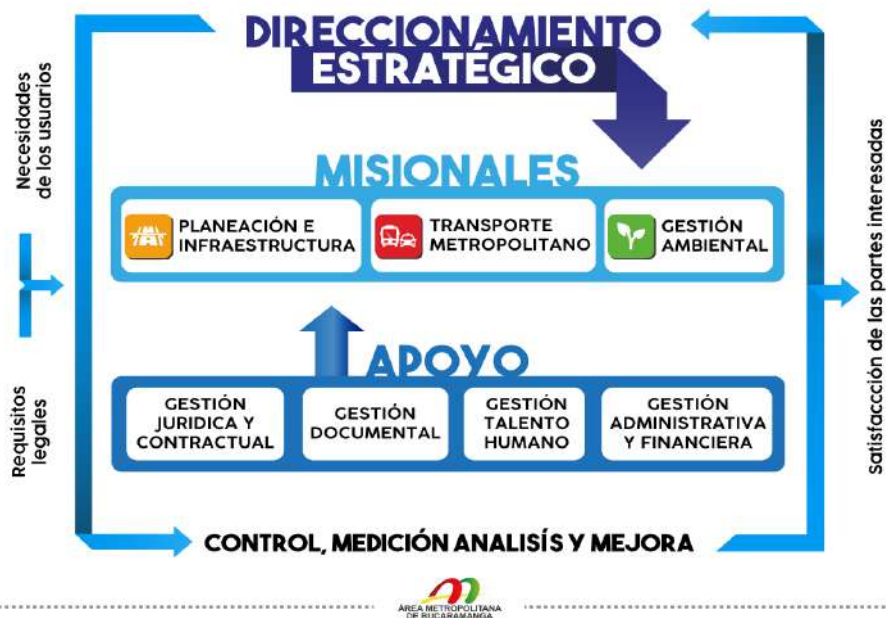 DIRECCIONAMIENTO
ESTRATÉGICO
Necesidades
de los usuarios
MISIONALES
PLANEACIÓN E
INFRAESTRUCTURA
TRANSPORTE
METROPOLITANO
GESTIÓN
AMBIENTAL
Requisitos
legales
APOYO
GESTIÓN
JURIDICA Y
CONTRACTUAL
GESTIÓN
DOCUMENTAL
GESTIÓN
TALENTO
HUMANO
GESTIÓN
ADMINISTRATIVA
Y FINANCIERA
Satisfaccción de las partes interesadas
CONTROL, MEDICIÓN ANALISÍS Y MEJORA
ÁREA METROPOLITANA
DE BUCARAMANGA